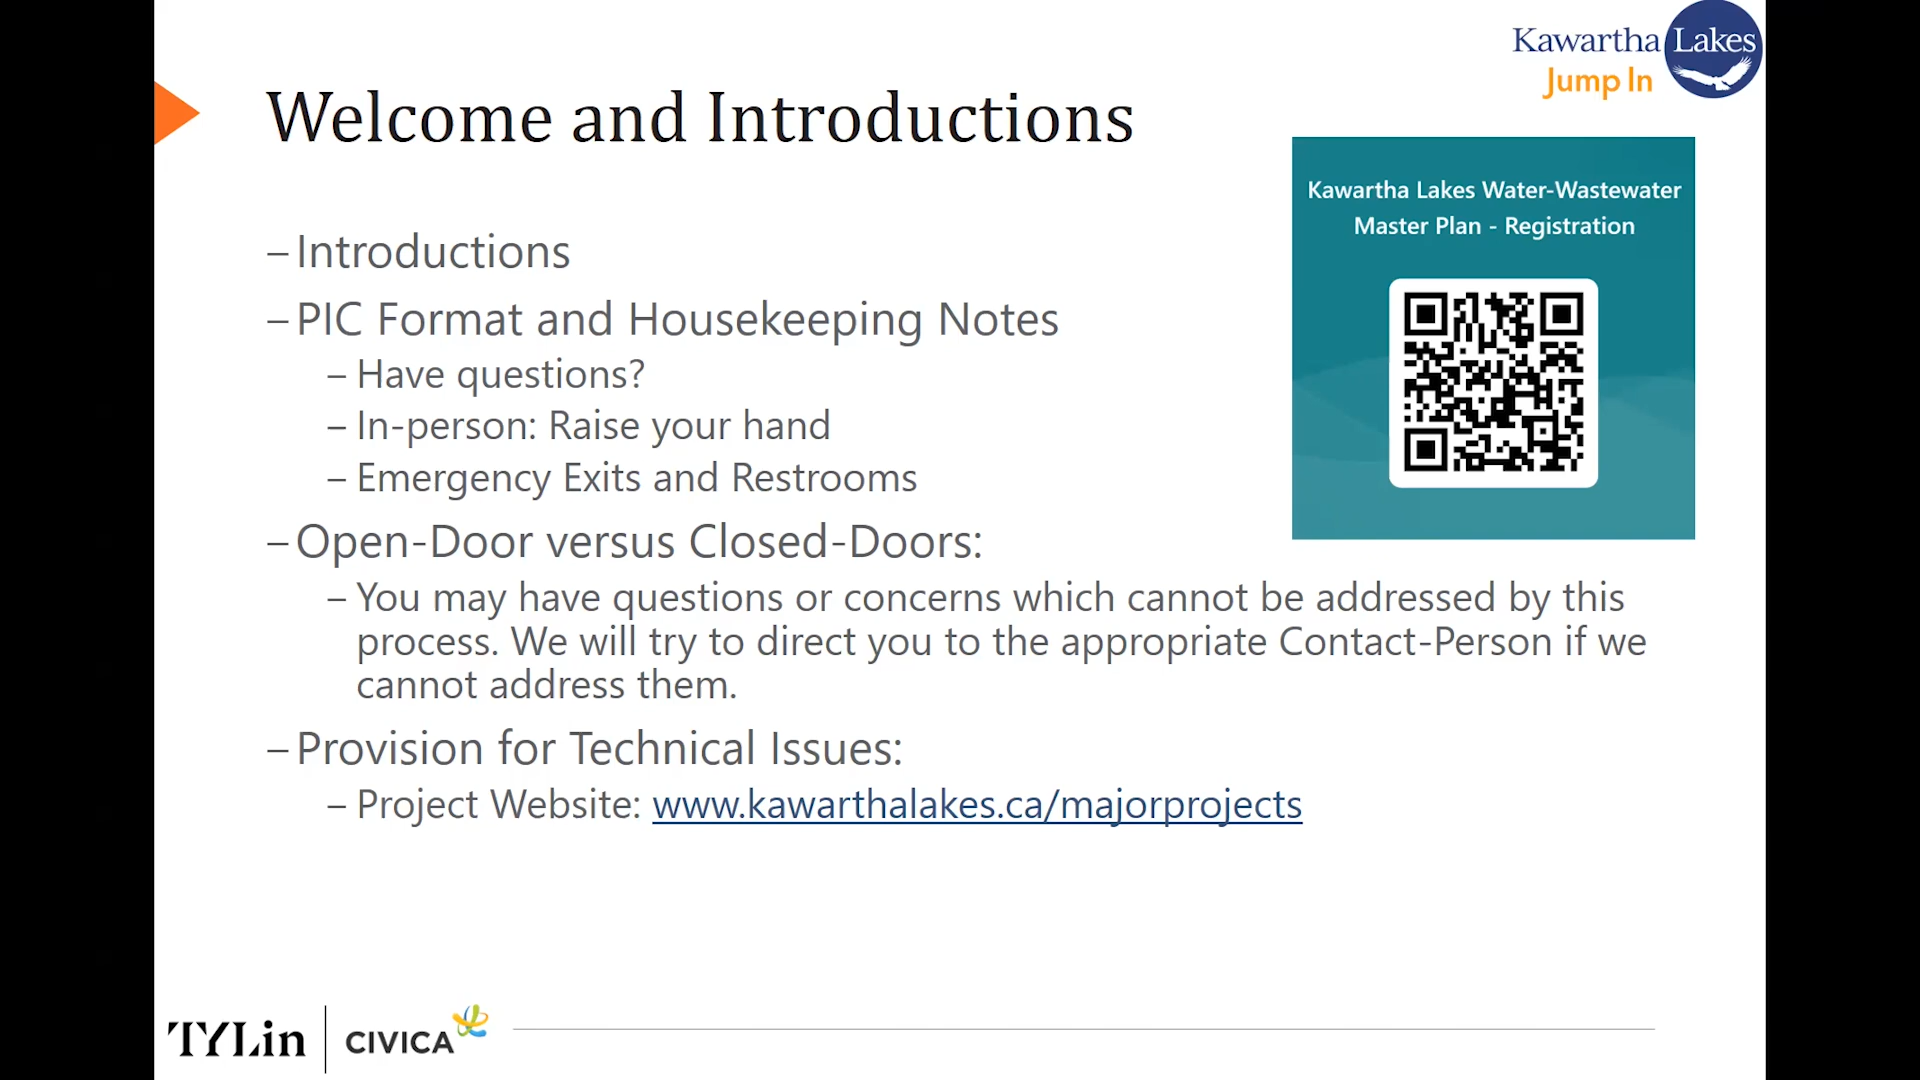 Kawartha Lakes
Jump In
Welcome and Introductions
Kawartha Lakes Water-Wastewater
Master Plan - Registration
– Introductions
– PIC Format and Housekeeping Notes
– Have questions?
– In-person: Raise your hand
– Emergency Exits and Restrooms
– Open-Door versus Closed-Doors:
– You may have questions or concerns which cannot be addressed by this
process. We will try to direct you to the appropriate Contact-Person if we
cannot address them.
– Provision for Technical Issues:
– Project Website: www.kawarthalakes.ca/majorprojects
TYLin
CIVICA